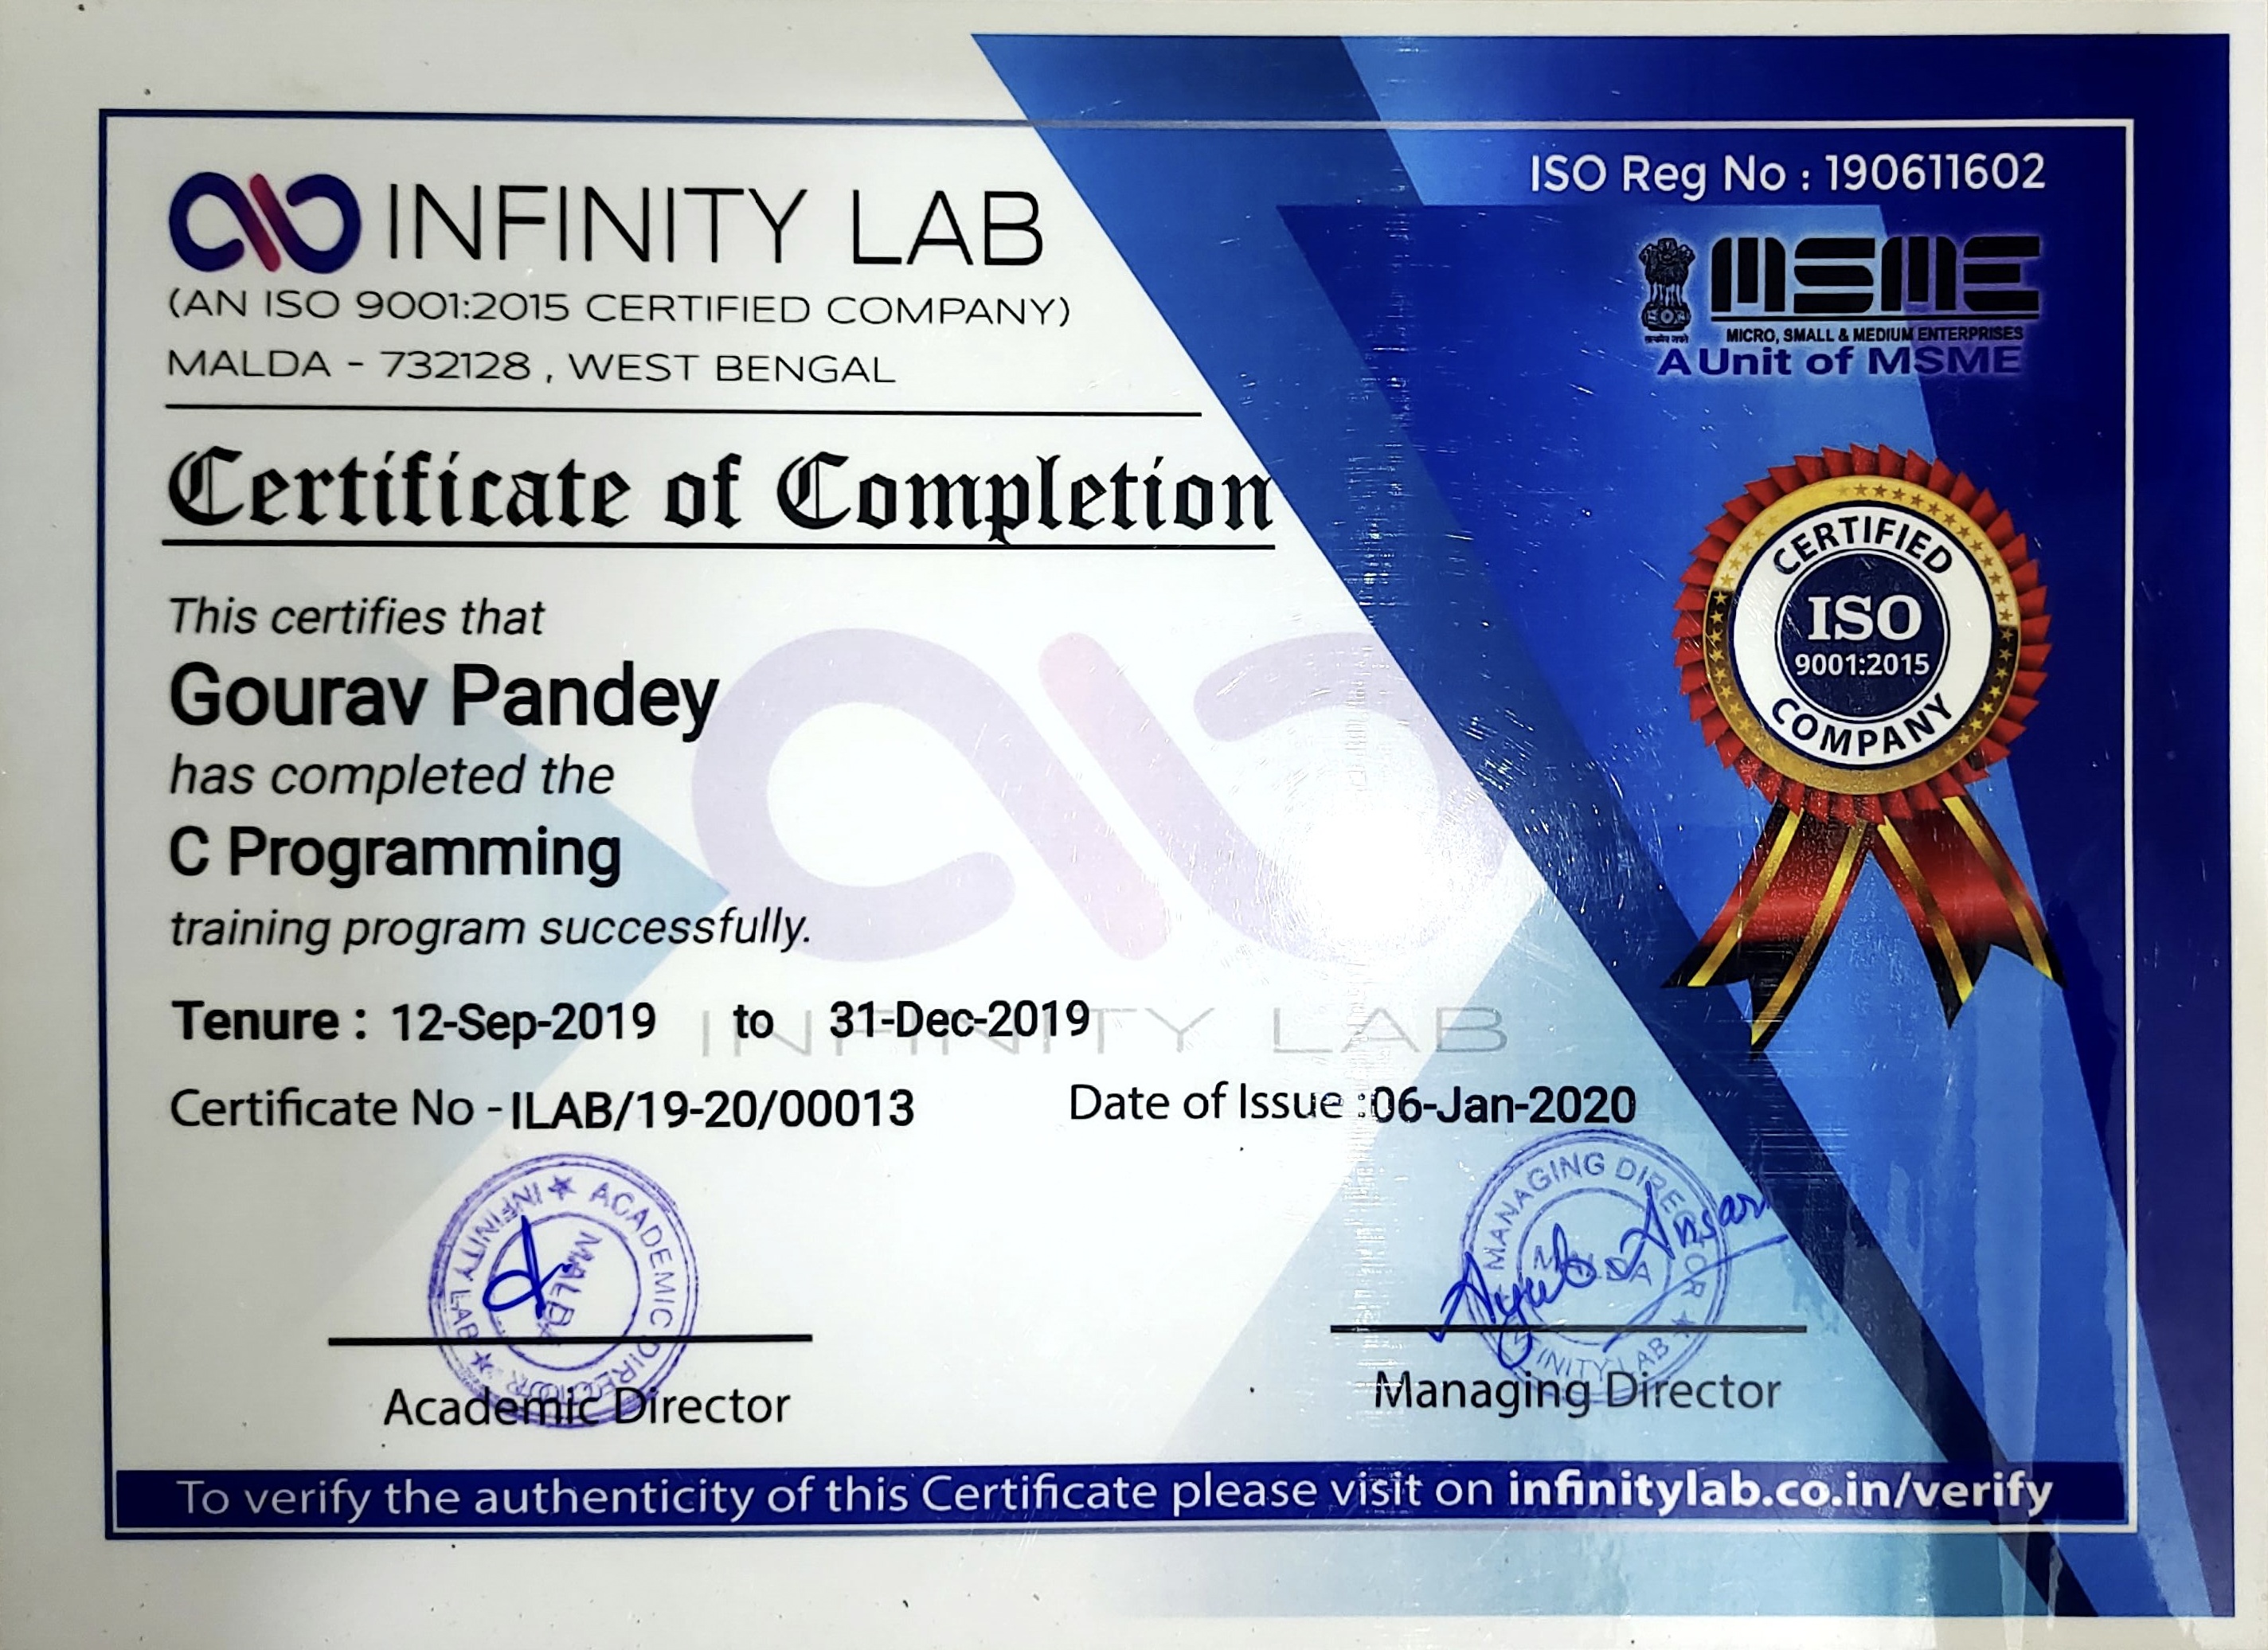 INFINITY LAB
(AN ISO 9001:2015 CERTIFIED COMPANY)
MALDA - 732128 , WEST BENGAL
ISO Reg No : 190611602
MSME
MICRO, SMALL & MEDIUM ENTERPRISES
A Unit of MSME
Certificate of Completion
CERTIFIED
ISO
9001:2015
COMPANY
This certifies that
Gourav Pandey
has completed the
C Programming
training program successfully.
Tenure : 12-Sep-2019 to 31-Dec-2019
INFINITY LAB
Certificate No - ILAB/19-20/00013 Date of Issue :06-Jan-2020
INFINITY LAB ★ ACADEMIC DIRECTOR ★
MALDA
MANAGING DIRECTOR ★ INFINITY LAB
MALDA
Ayub Ansari
Academic Director
Managing Director
To verify the authenticity of this Certificate please visit on infinitylab.co.in/verify